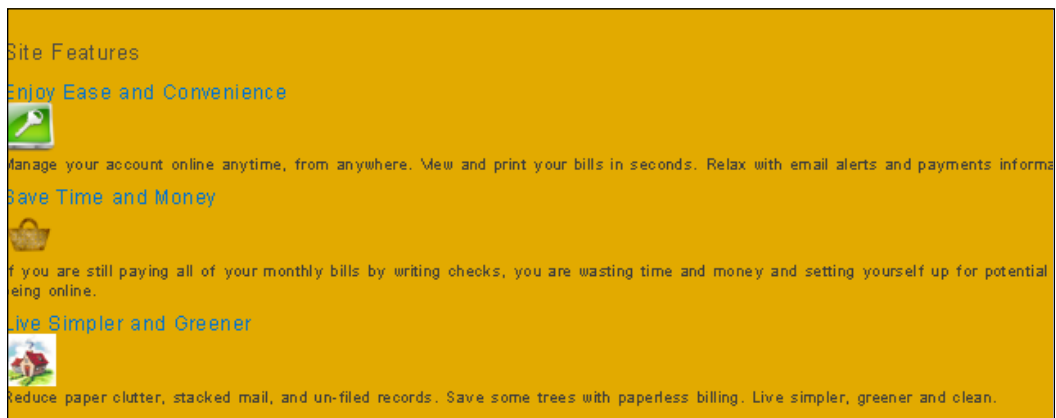 Site Features
Enjoy Ease and Convenience
Manage your account online anytime, from anywhere. View and print your bills in seconds. Relax with email alerts and payments informa
Save Time and Money
If you are still paying all of your monthly bills by writing checks, you are wasting time and money and setting yourself up for potential
being online.
Live Simpler and Greener
Reduce paper clutter, stacked mail, and un-filed records. Save some trees with paperless billing. Live simpler, greener and clean.